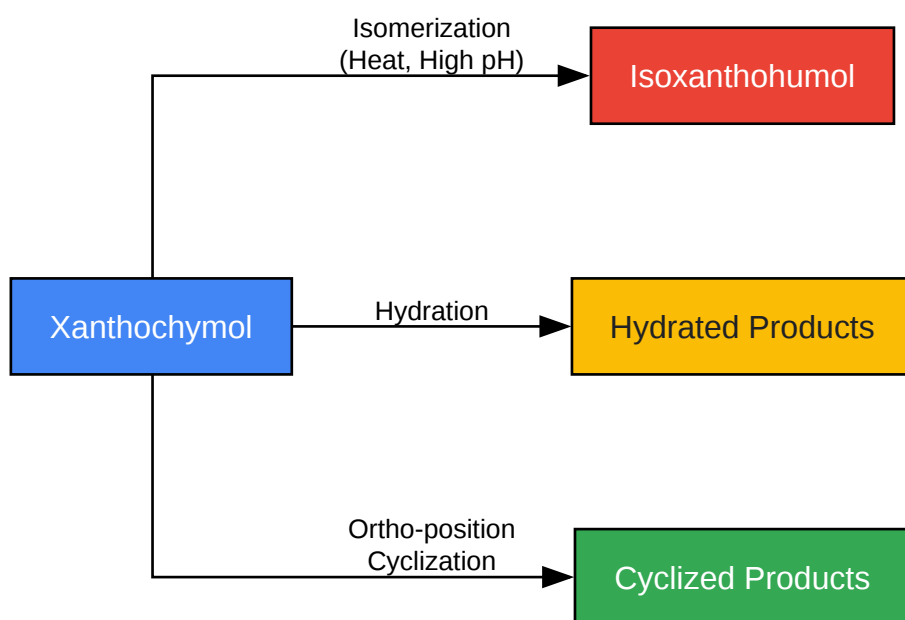 Isomerization
(Heat, High pH)
Isoxanthohumol
Xanthochymol
Hydration
Hydrated Products
Ortho-position
Cyclization
Cyclized Products